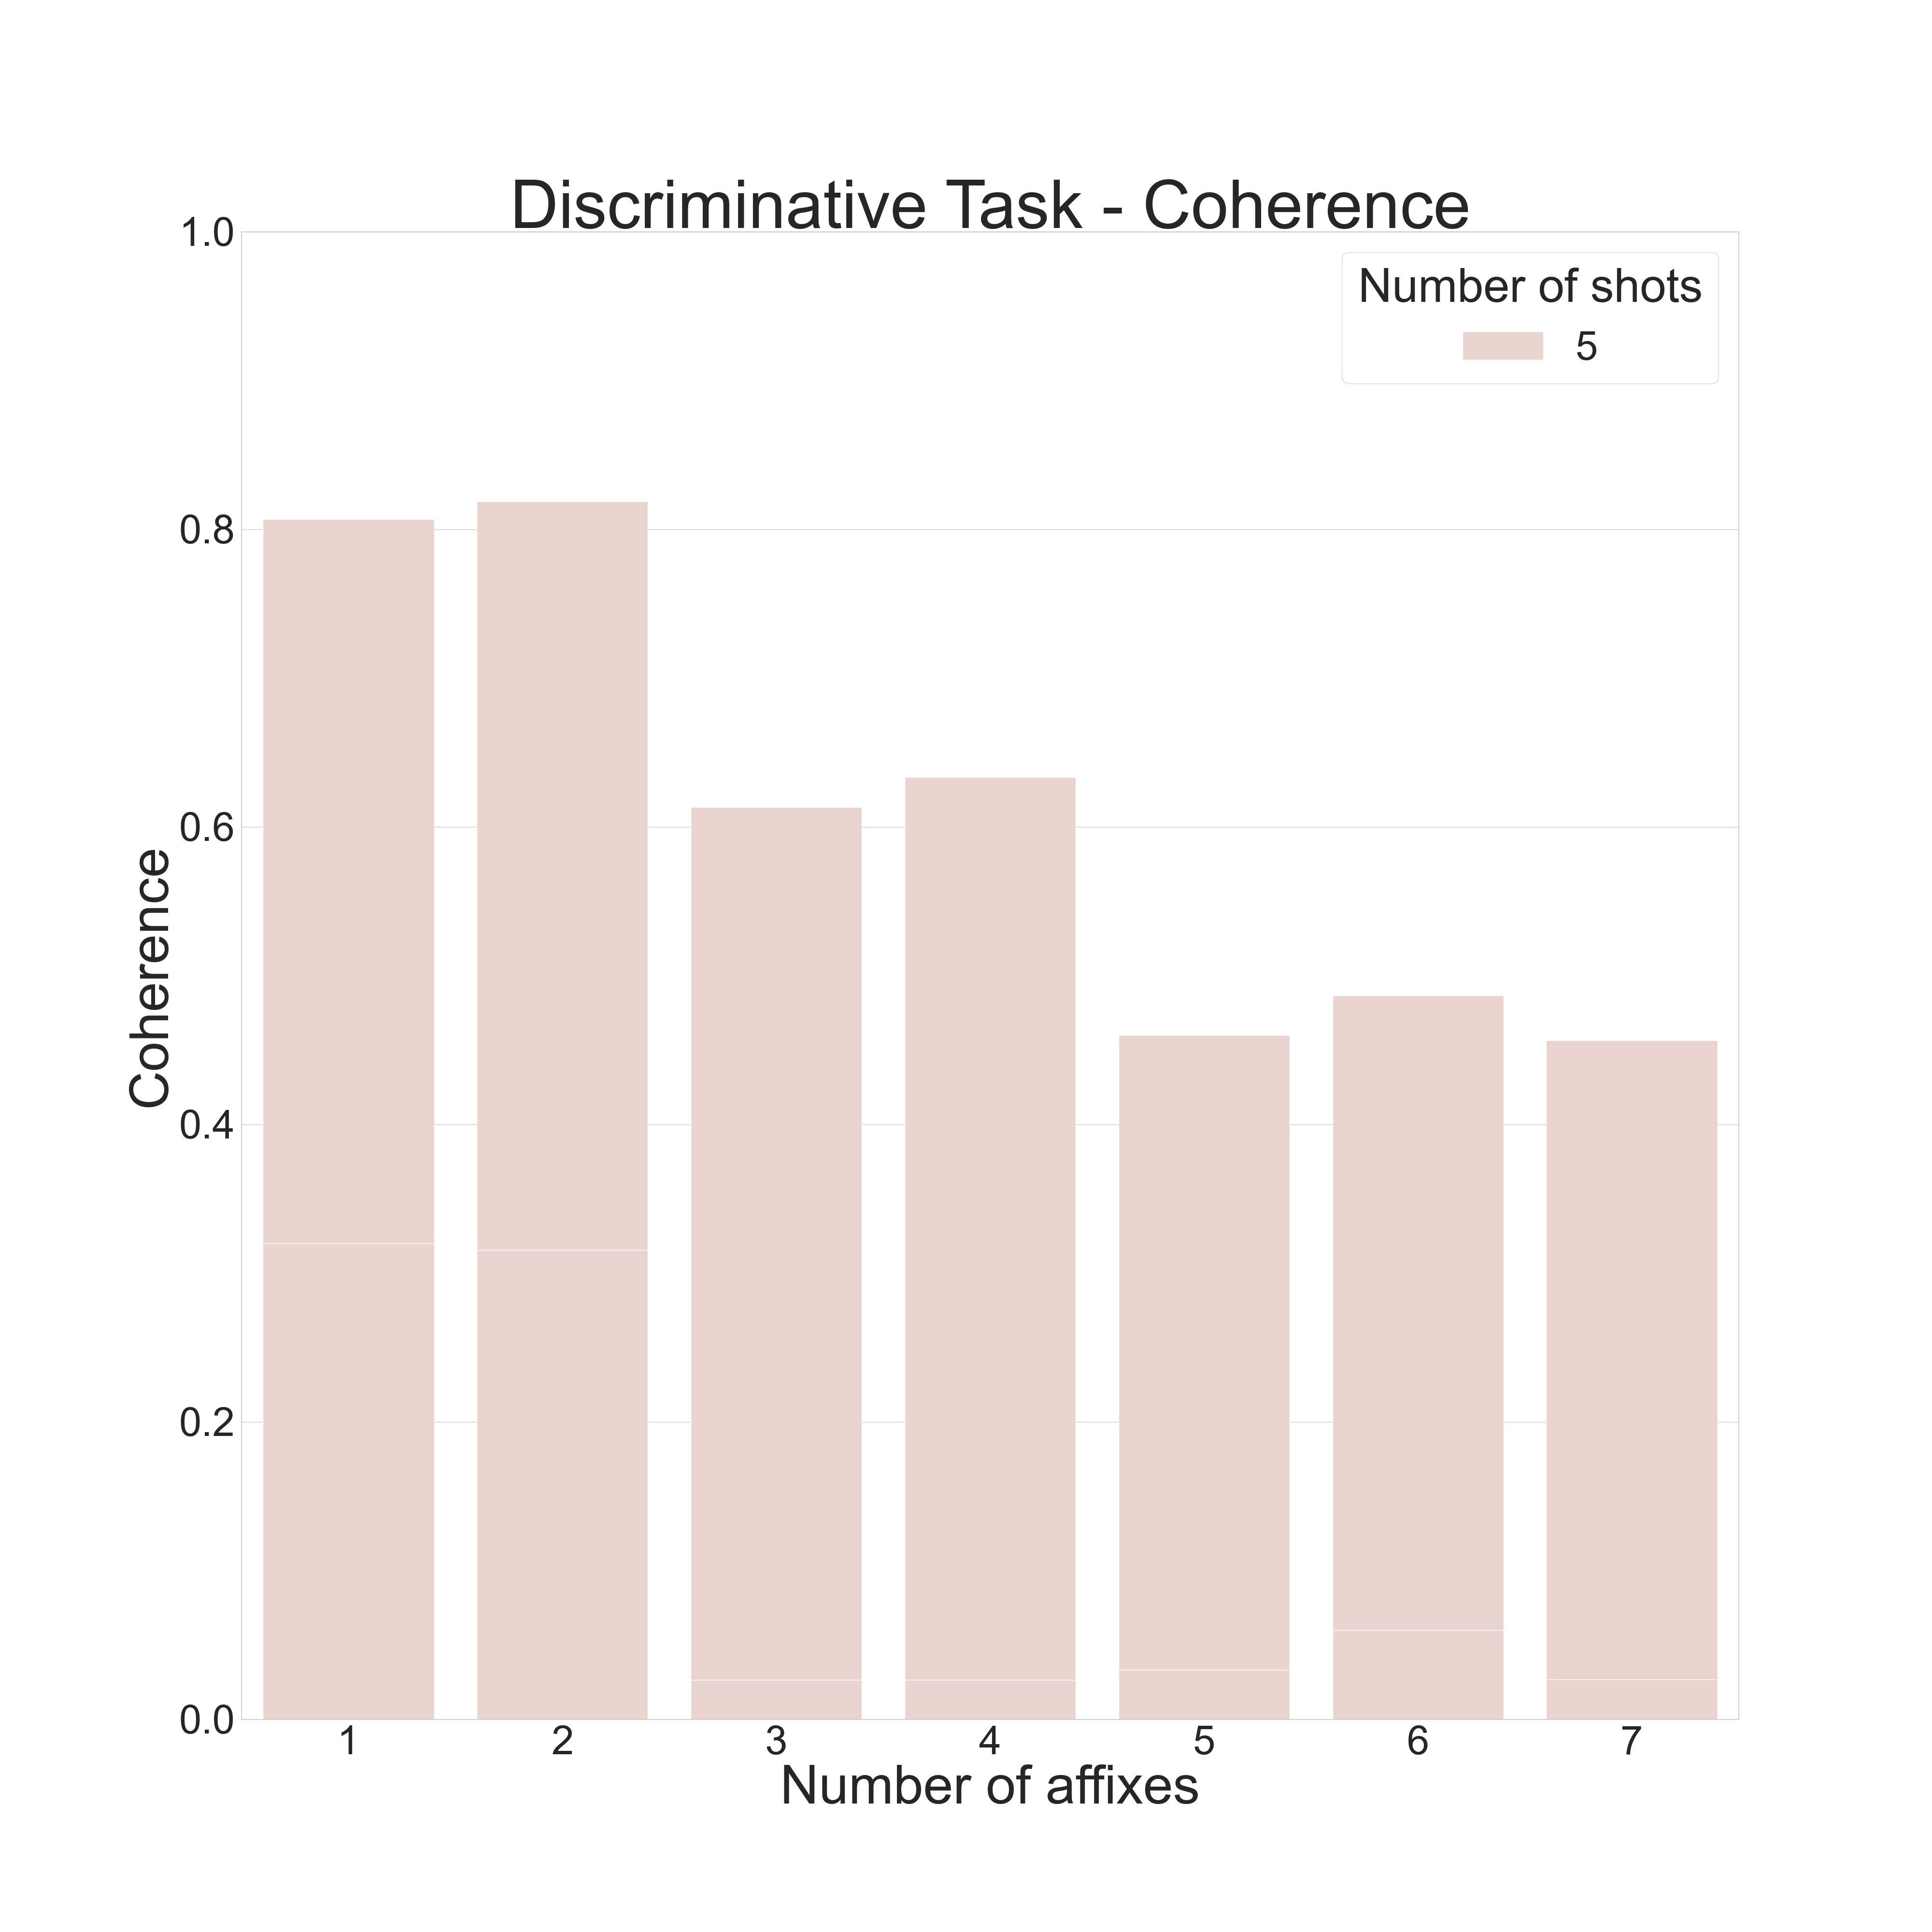 Discriminative Task - Coherence
1.0
0.8
0.6
0.4
0.2
0.0
Coherence
Number of shots
5
1 2 3 4 5 6 7
Number of affixes